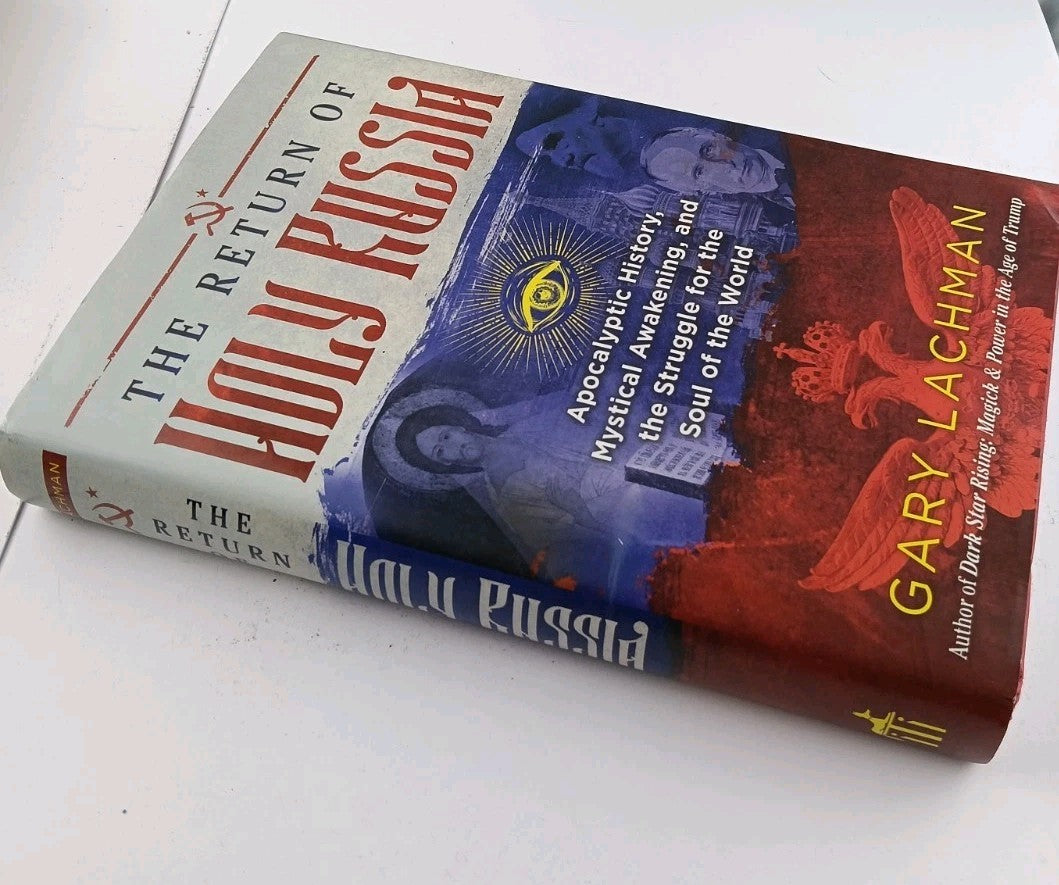 THE RETURN OF
HOLY RUSSIA
Apocalyptic History,
Mystical Awakening, and
the Struggle for the
Soul of the World
GARY LACHMAN
Author of Dark Star Rising: Magick & Power in the Age of Trump
CHMAN
THE
RETURN
HOLY RUSSIA